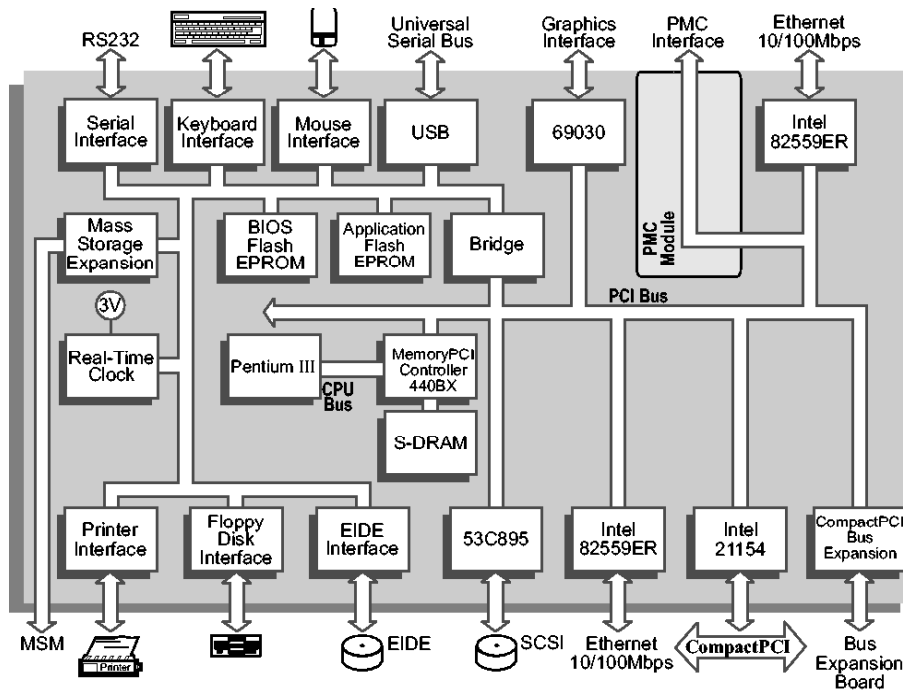 RS232
Universal
Serial Bus
Graphics
Interface
PMC
Interface
Ethernet
10/100Mbps
Serial
Interface
Keyboard
Interface
Mouse
Interface
USB
69030
Intel
82559ER
Mass
Storage
Expansion
BIOS
Flash
EPROM
Application
Flash
EPROM
Bridge
PMC
Module
PCI Bus
3V
Real-Time
Clock
Pentium III
CPU
Bus
MemoryPCI
Controller
440BX
S-DRAM
Printer
Interface
Floppy
Disk
Interface
EIDE
Interface
53C895
Intel
82559ER
Intel
21154
CompactPCI
Bus
Expansion
MSM
Printer
EIDE
SCSI
Ethernet
10/100Mbps
CompactPCI
Bus
Expansion
Board